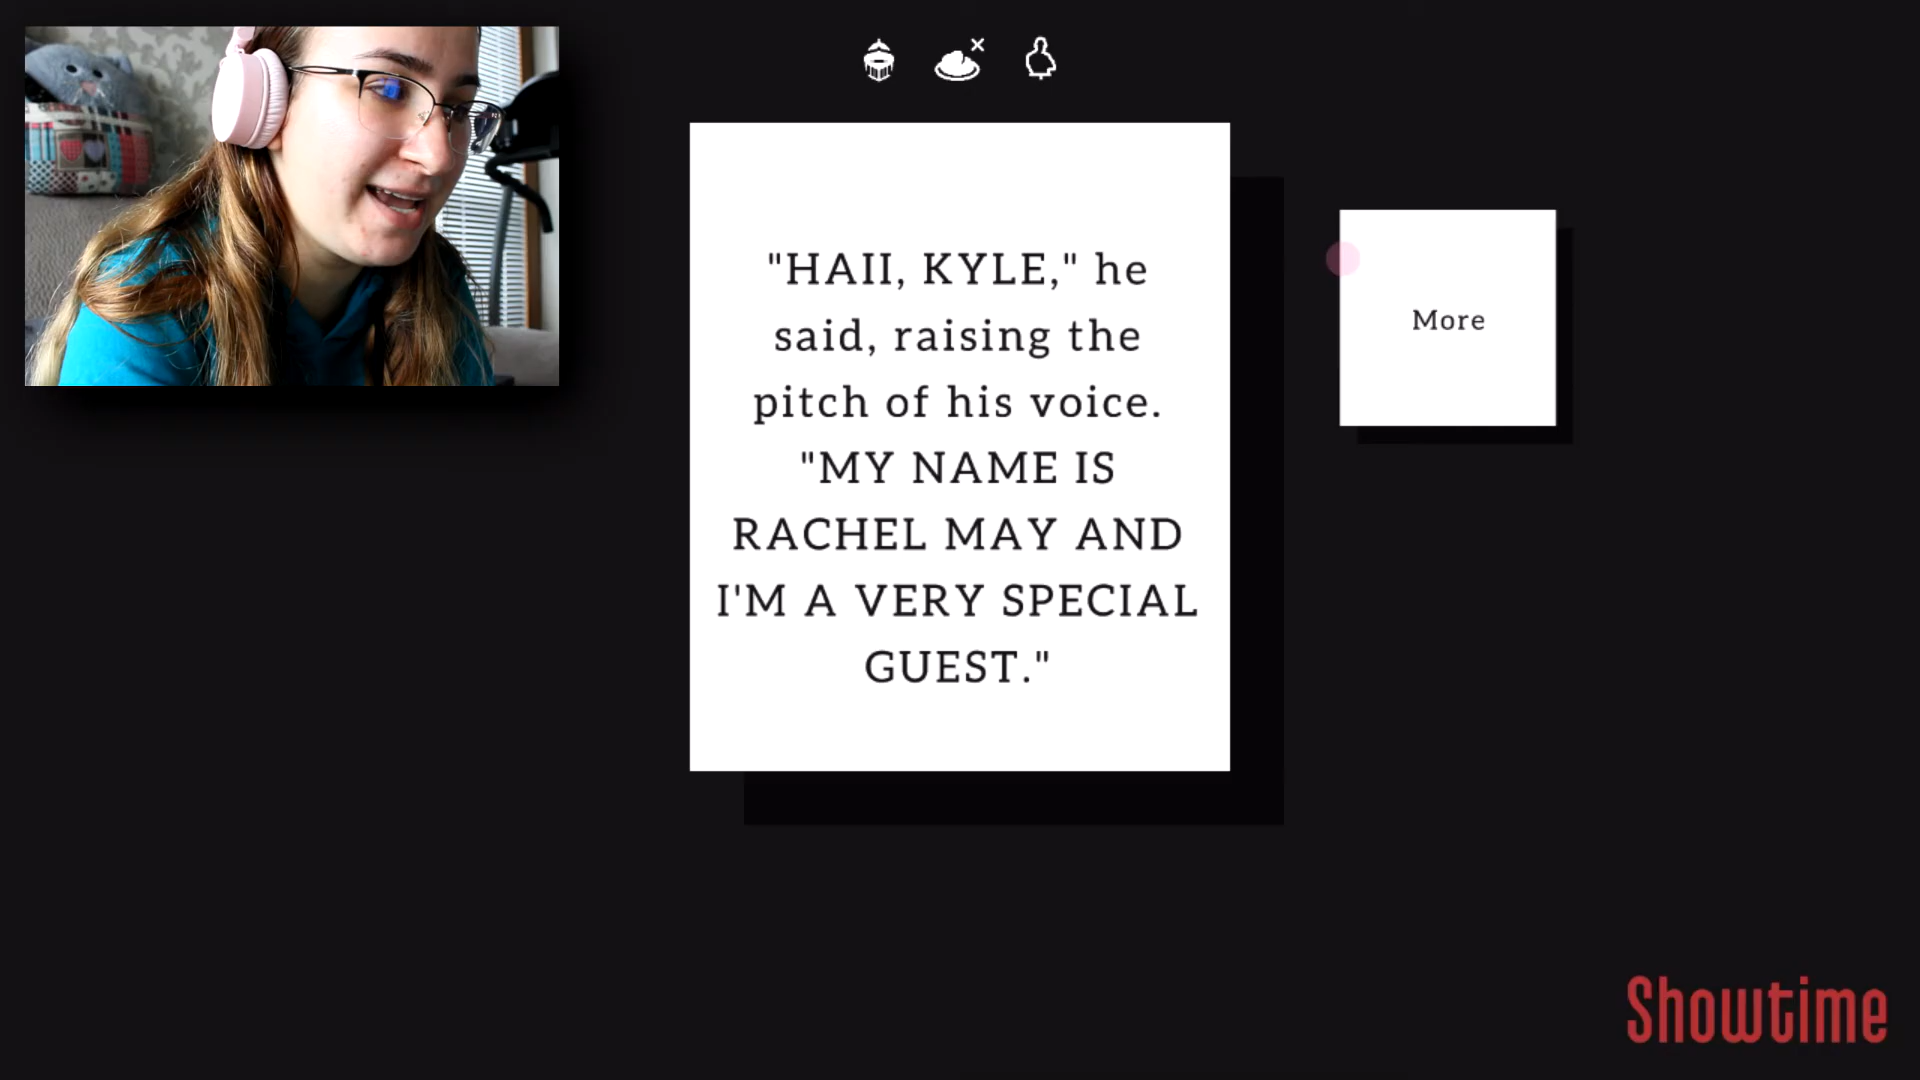 "HAII, KYLE," he
said, raising the
pitch of his voice.
"MY NAME IS
RACHEL MAY AND
I'M A VERY SPECIAL
GUEST."
More
Showtime